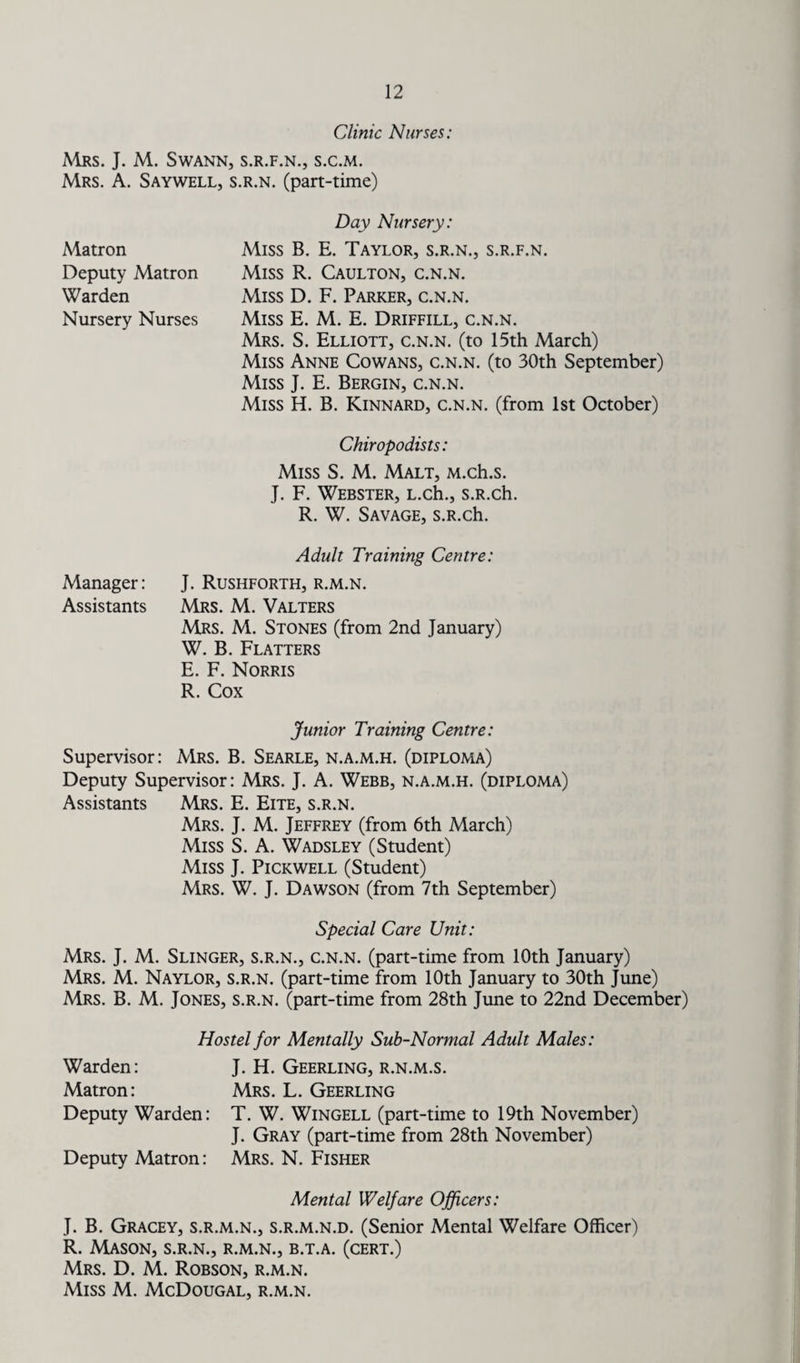 12
Clinic Nurses:
MRS. J. M. SWANN, S.R.F.N., S.C.M.
MRS. A. SAYWELL, S.R.N. (part-time)
Day Nursery:
Matron MISS B. E. TAYLOR, S.R.N., S.R.F.N.
Deputy Matron MISS R. CAULTON, C.N.N.
Warden MISS D. F. PARKER, C.N.N.
Nursery Nurses MISS E. M. E. DRIFFILL, C.N.N.
MRS. S. ELLIOTT, C.N.N. (to 15th March)
MISS ANNE COWANS, C.N.N. (to 30th September)
MISS J. E. BERGIN, C.N.N.
MISS H. B. KINNARD, C.N.N. (from 1st October)
Chiropodists:
MISS S. M. MALT, M.ch.S.
J. F. WEBSTER, L.ch., S.R.ch.
R. W. SAVAGE, S.R.ch.
Adult Training Centre:
Manager: J. RUSHFORTH, R.M.N.
Assistants MRS. M. VALTERS
MRS. M. STONES (from 2nd January)
W. B. FLATTERS
E. F. NORRIS
R. COX
Junior Training Centre:
Supervisor: MRS. B. SEARLE, N.A.M.H. (DIPLOMA)
Deputy Supervisor: MRS. J. A. WEBB, N.A.M.H. (DIPLOMA)
Assistants MRS. E. EITE, S.R.N.
MRS. J. M. JEFFREY (from 6th March)
MISS S. A. WADSLEY (Student)
MISS J. PICKWELL (Student)
MRS. W. J. DAWSON (from 7th September)
Special Care Unit:
MRS. J. M. SLINGER, S.R.N., C.N.N. (part-time from 10th January)
MRS. M. NAYLOR, S.R.N. (part-time from 10th January to 30th June)
MRS. B. M. JONES, S.R.N. (part-time from 28th June to 22nd December)
Hostel for Mentally Sub-Normal Adult Males:
Warden: J. H. GEERLING, R.N.M.S.
Matron: MRS. L. GEERLING
Deputy Warden: T. W. WINGELL (part-time to 19th November)
J. GRAY (part-time from 28th November)
Deputy Matron: MRS. N. FISHER
Mental Welfare Officers:
J. B. GRACEY, S.R.M.N., S.R.M.N.D. (Senior Mental Welfare Officer)
R. MASON, S.R.N., R.M.N., B.T.A. (CERT.)
MRS. D. M. ROBSON, R.M.N.
MISS M. McDOUGAL, R.M.N.